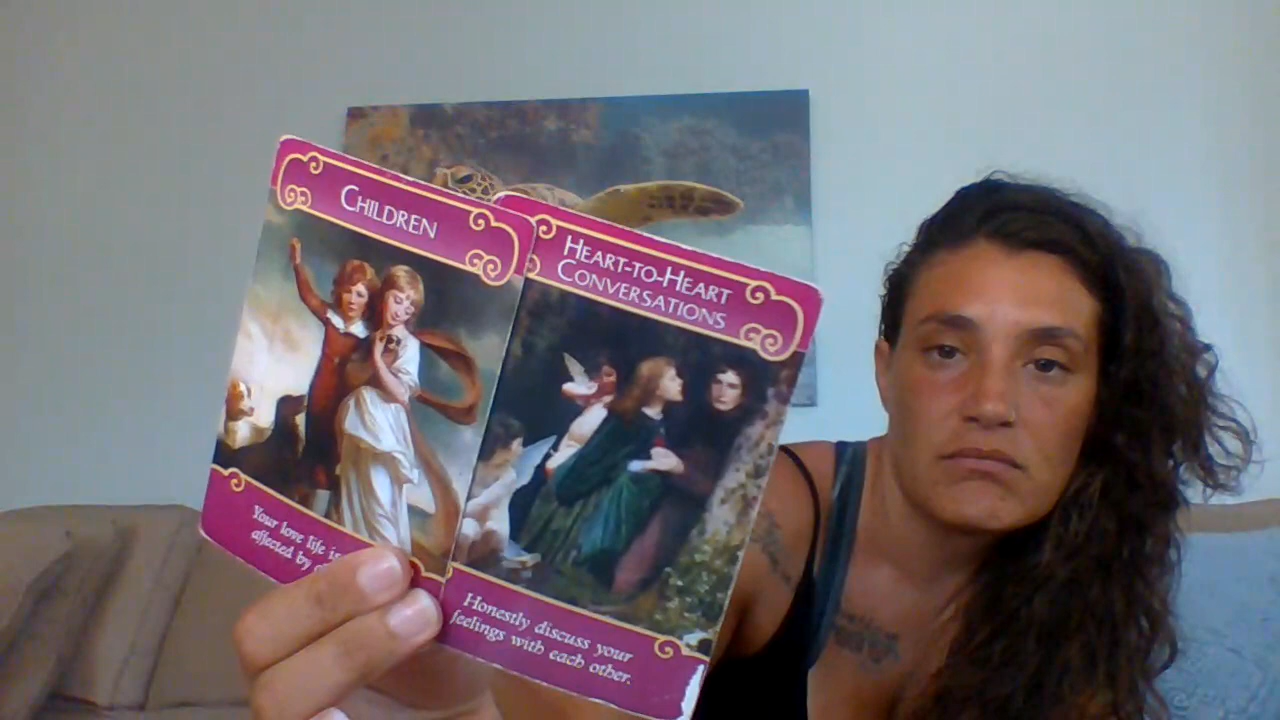 CHILDREN
Your love life is
affected by
HEART-TO-HEART
CONVERSATIONS
Honestly discuss your
feelings with each other.